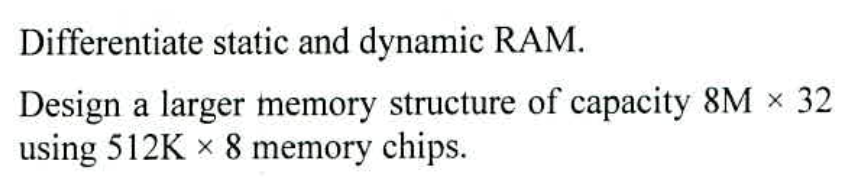 Differentiate static and dynamic RAM.
Design a larger memory structure of capacity 8M × 32
using 512K × 8 memory chips.